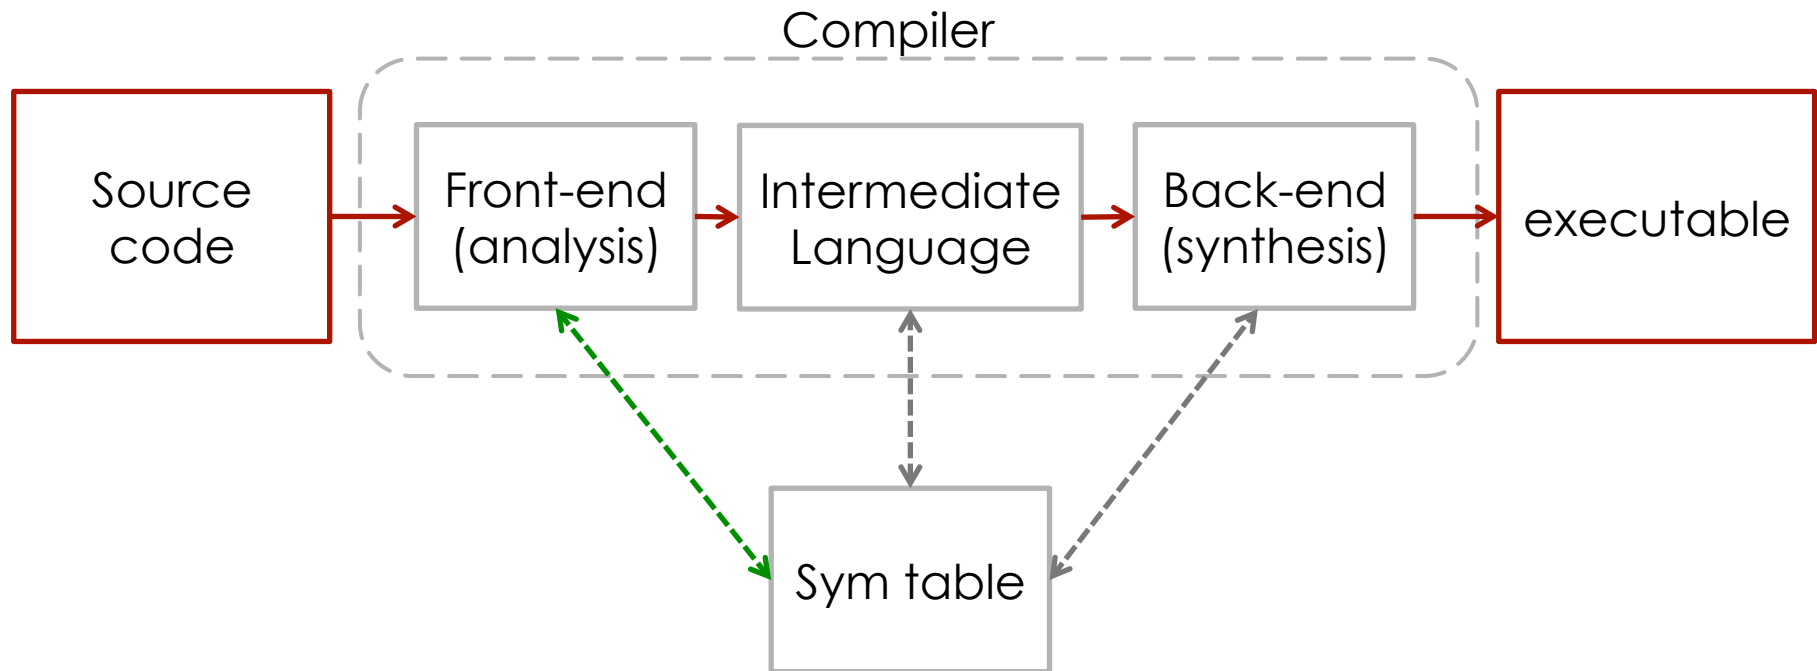 Compiler
Source
code
Front-end
(analysis)
Intermediate
Language
Back-end
(synthesis)
executable
Sym table